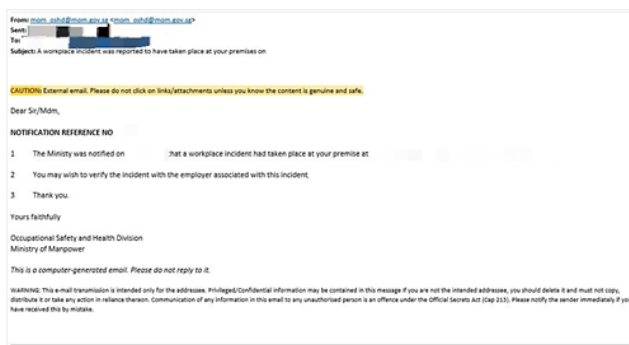 From: mom_oshd@mom.gov.sg <mom_oshd@mom.gov.sg>
Sent:
To:
Subject: A workplace incident was reported to have taken place at your premises on
CAUTION: External email. Please do not click on links/attachments unless you know the content is genuine and safe.
Dear Sir/Mdm,
NOTIFICATION REFERENCE NO
1 The Ministy was notified on that a workplace incident had taken place at your premise at
2 You may wish to verify the incident with the employer associated with this incident.
3 Thank you.
Yours faithfully
Occupational Safety and Health Division
Ministry of Manpower
This is a computer-generated email. Please do not reply to it.
WARNING: This e-mail transmission is intended only for the addressee. Privileged/Confidential information may be contained in this message If you are not the intended addressee, you should delete it and must not copy,
distribute it or take any action in reliance thereon. Communication of any information in this email to any unauthorised person is an offence under the Official Secrets Act (Cap 213). Please notify the sender immediately if you
have received this by mistake.